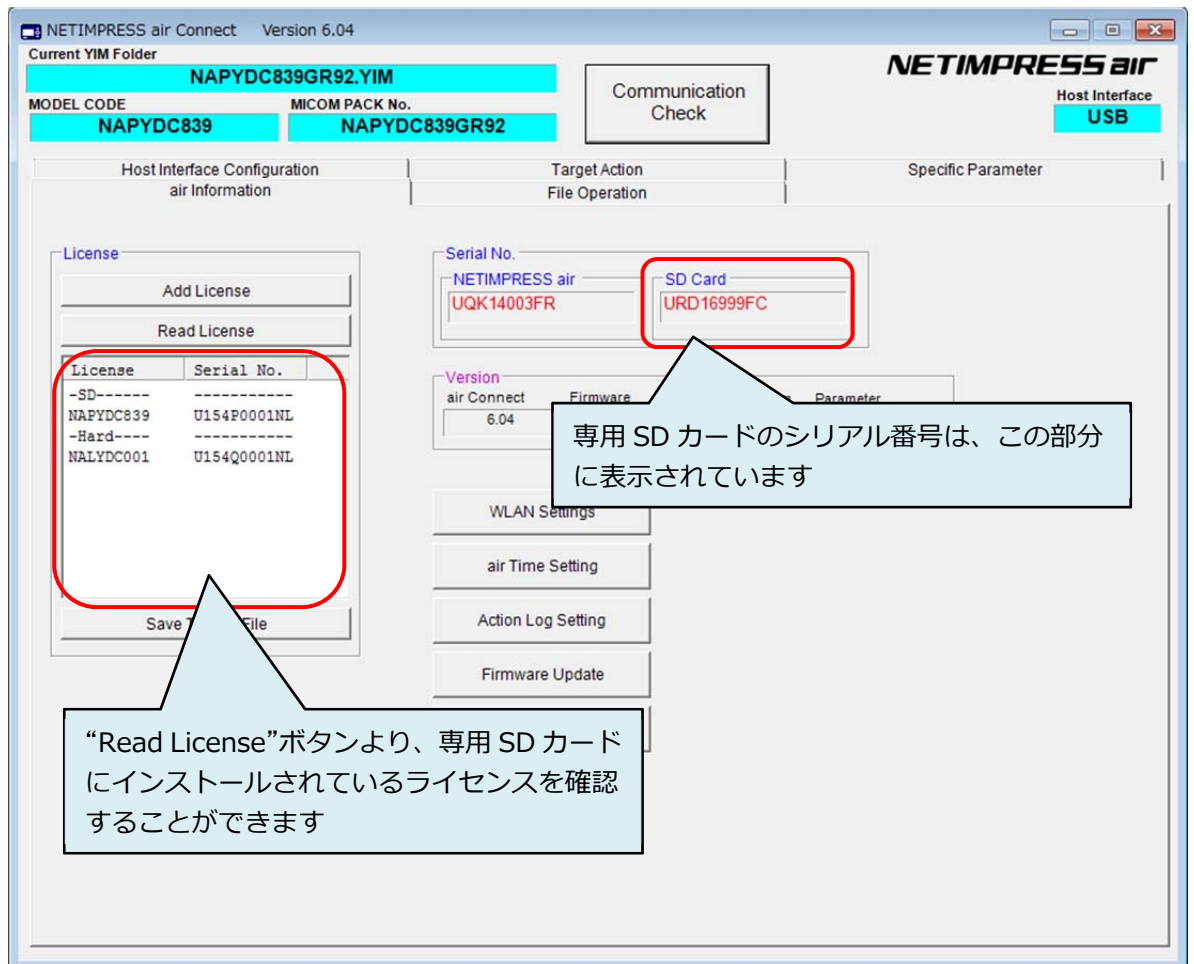 NETIMPRESS air Connect Version 6.04
Current YIM Folder
NAPYDC839GR92.YIM
MODEL CODE MICOM PACK No.
NAPYDC839 NAPYDC839GR92
Communication
Check
NETIMPRESS air
Host Interface
USB
Host Interface Configuration Target Action Specific Parameter
air Information File Operation
License
Add License
Read License
License Serial No.
-SD------ -----------
NAPYDC839 U154P0001NL
-Hard---- -----------
NALYDC001 U154Q0001NL
Save File
Serial No.
NETIMPRESS air SD Card
UQK14003FR URD16999FC
Version
air Connect Firmware Parameter
6.04
専用 SD カードのシリアル番号は、この部分
に表示されています
WLAN Settings
air Time Setting
Action Log Setting
Firmware Update
“Read License”ボタンより、専用 SD カード
にインストールされているライセンスを確認
することができます